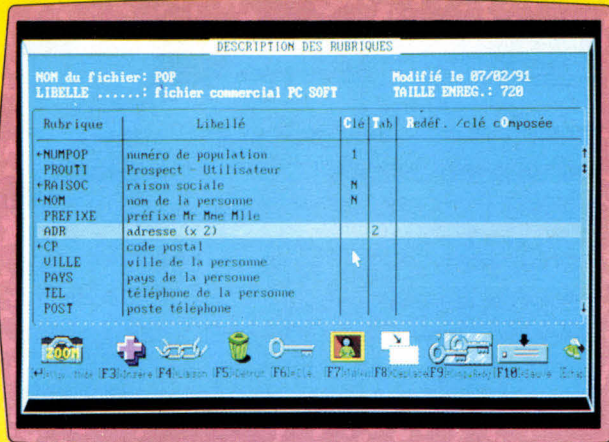 DESCRIPTION DES RUBRIQUES
NOM du fichier: POP Modifié le 07/02/91
LIBELLE ......: fichier commercial PC SOFT TAILLE ENREG.: 720
Rubrique Libellé Clé Tab Redéf. /clé cOmposée
←NUMPOP numéro de population 1
PROUTI Prospect - Utilisateur
←RAISOC raison sociale N
←NOM nom de la personne N
PREFIXE préfixe Mr Mme Mlle
ADR adresse (x 2) 2
←CP code postal
VILLE ville de la personne
PAYS pays de la personne
TEL téléphone de la personne
POST poste téléphone
ZOOM
F3 F4 F5 F6 F7 F8 F9 F10